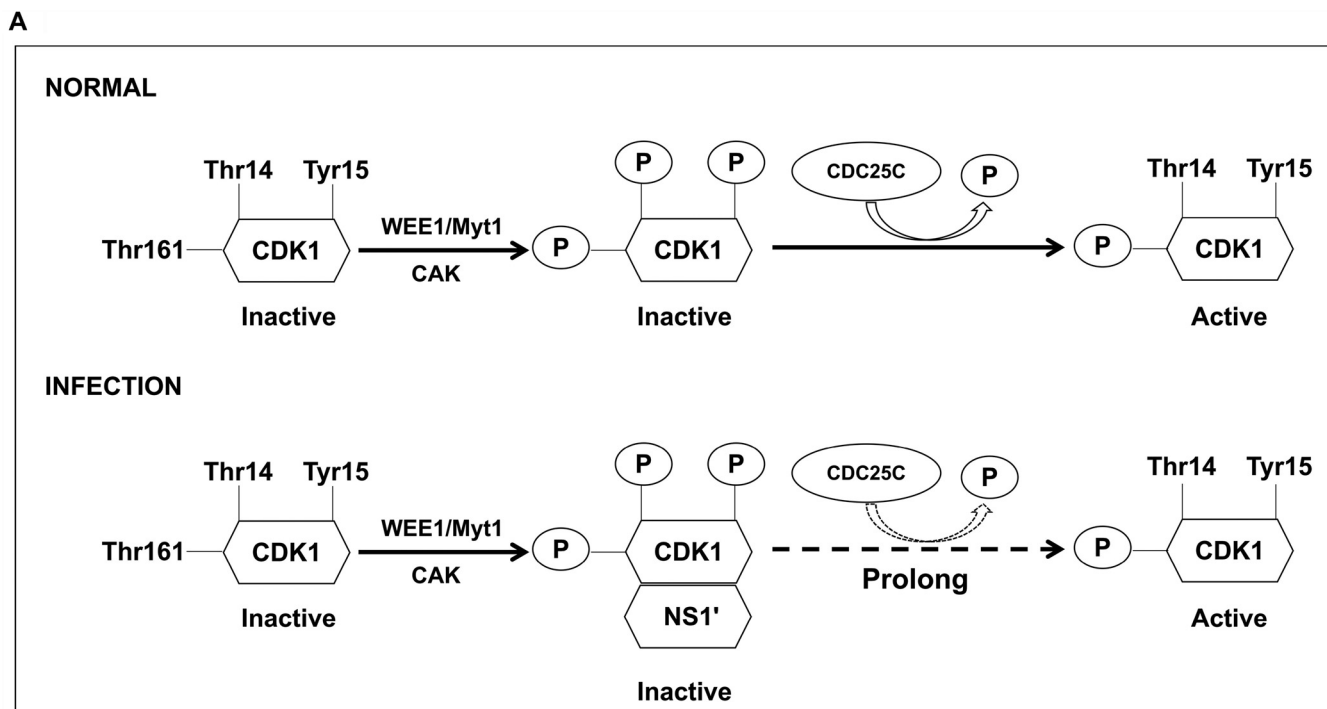 A
NORMAL
Thr14 Tyr15 P P CDC25C P Thr14 Tyr15
WEE1/Myt1
Thr161 CDK1 P CDK1 P CDK1
CAK
Inactive Inactive Active
INFECTION
Thr14 Tyr15 P P CDC25C P Thr14 Tyr15
WEE1/Myt1
Thr161 CDK1 P CDK1 P CDK1
CAK Prolong
Inactive NS1' Active
Inactive